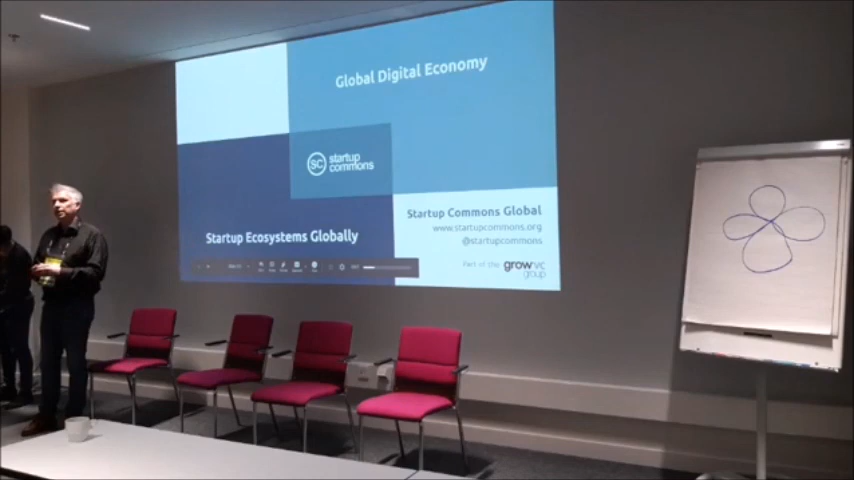 Global Digital Economy
SC startup
commons
Startup Commons Global
www.startupcommons.org
@startupcommons
Startup Ecosystems Globally
Part of the growvc
group